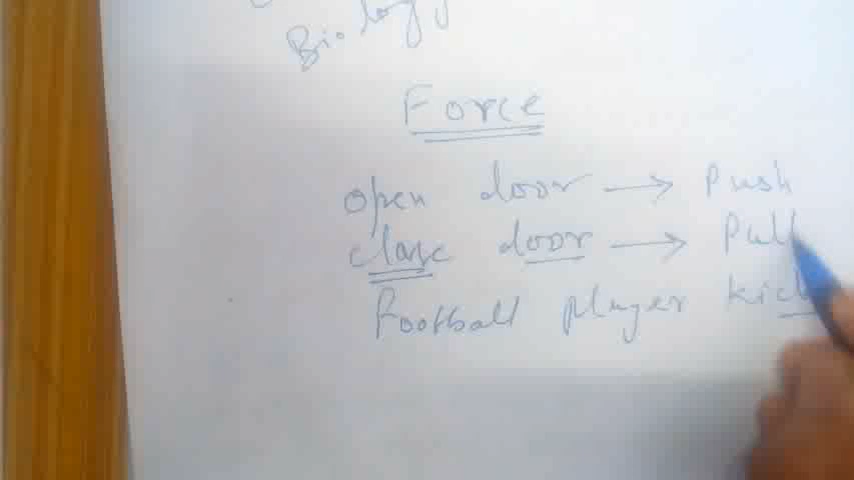 Biology
Force
open door → Push
close door → Pull
Football player kick